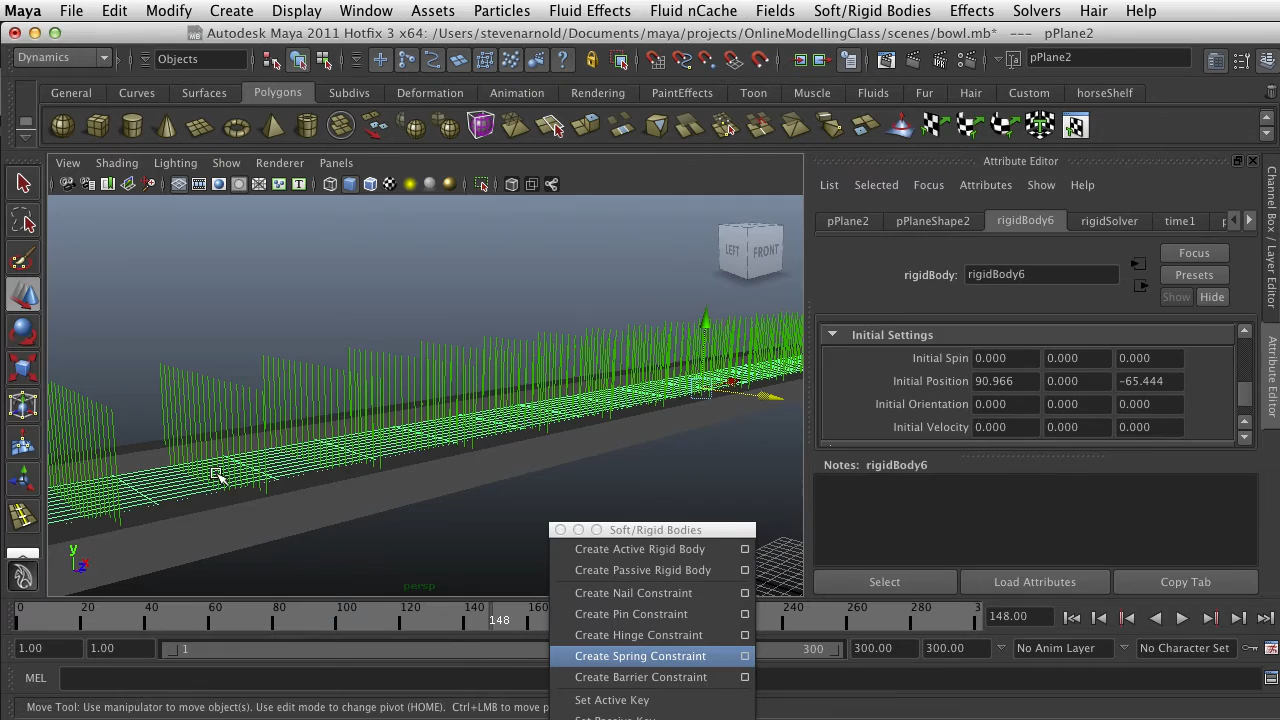 Maya File Edit Modify Create Display Window Assets Particles Fluid Effects Fluid nCache Fields Soft/Rigid Bodies Effects Solvers Hair Help
Autodesk Maya 2011 Hotfix 3 x64: /Users/stevenarnold/Documents/maya/projects/OnlineModellingClass/scenes/bowl.mb* --- pPlane2
Dynamics Objects pPlane2
General Curves Surfaces Polygons Subdivs Deformation Animation Rendering PaintEffects Toon Muscle Fluids Fur Hair Custom horseShelf
View Shading Lighting Show Renderer Panels
Attribute Editor
List Selected Focus Attributes Show Help
pPlane2 pPlaneShape2 rigidBody6 rigidSolver time1
LEFT FRONT
Focus
rigidBody: rigidBody6 Presets
Show Hide
Initial Settings
Initial Spin 0.000 0.000 0.000
Initial Position 90.966 0.000 -65.444
Initial Orientation 0.000 0.000 0.000
Initial Velocity 0.000 0.000 0.000
Notes: rigidBody6
Select Load Attributes Copy Tab
Channel Box / Layer Editor
Attribute Editor
y
z
persp
Soft/Rigid Bodies
Create Active Rigid Body
Create Passive Rigid Body
Create Nail Constraint
Create Pin Constraint
Create Hinge Constraint
Create Spring Constraint
Create Barrier Constraint
Set Active Key
0 20 40 60 80 100 120 140 148 160 240 260 280 3 148.00
1.00 1.00 1 300 300.00 300.00 No Anim Layer No Character Set
MEL
Move Tool: Use manipulator to move object(s). Use edit mode to change pivot (HOME). Ctrl+LMB to move p